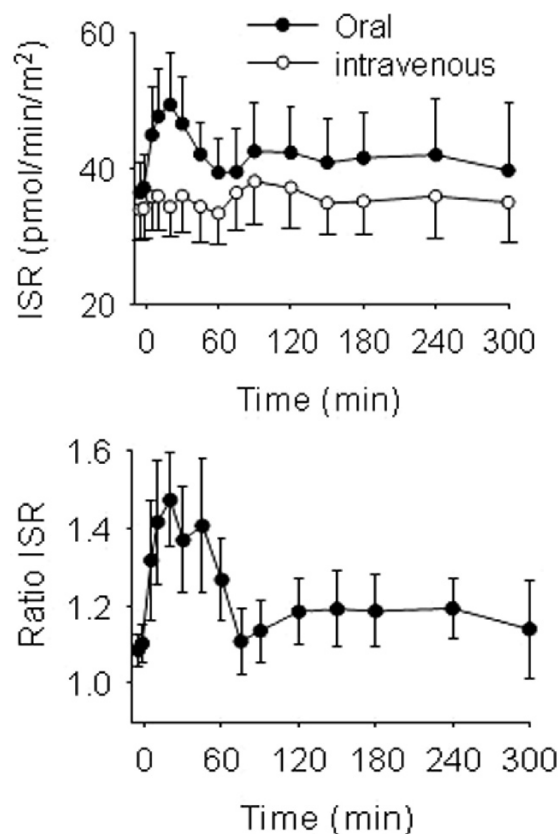 Oral
intravenous
60
40
20
ISR (pmol/min/m²)
0 60 120 180 240 300
Time (min)
1.6
1.4
1.2
1.0
Ratio ISR
0 60 120 180 240 300
Time (min)